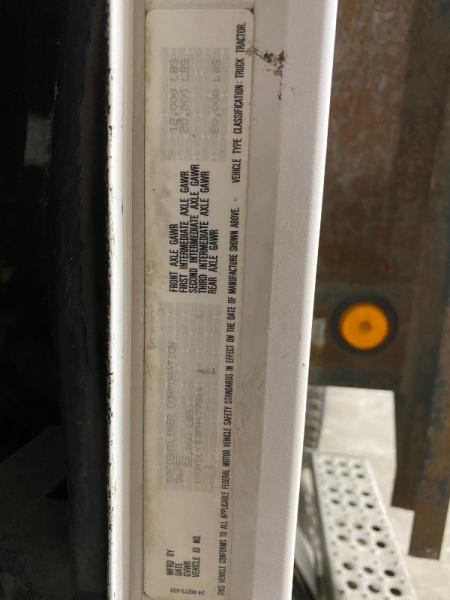 MFRD BY FREIGHTLINER CORPORATION
DATE
GVWR LBS
VEHICLE ID NO.
FRONT AXLE GAWR 12,000 LBS
FIRST INTERMEDIATE AXLE GAWR 20,000 LBS
SECOND INTERMEDIATE AXLE GAWR
THIRD INTERMEDIATE AXLE GAWR
REAR AXLE GAWR 20,000 LBS
THIS VEHICLE CONFORMS TO ALL APPLICABLE FEDERAL MOTOR VEHICLE SAFETY STANDARDS IN EFFECT ON THE DATE OF MANUFACTURE SHOWN ABOVE. VEHICLE TYPE CLASSIFICATION: TRUCK TRACTOR.